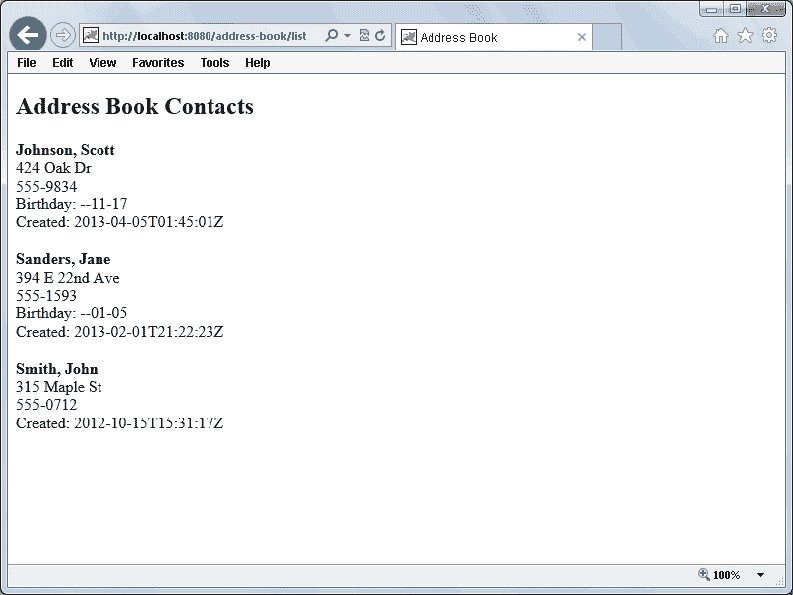 http://localhost:8080/address-book/list
Address Book
File Edit View Favorites Tools Help
Address Book Contacts
Johnson, Scott
424 Oak Dr
555-9834
Birthday: --11-17
Created: 2013-04-05T01:45:01Z
Sanders, Jane
394 E 22nd Ave
555-1593
Birthday: --01-05
Created: 2013-02-01T21:22:23Z
Smith, John
315 Maple St
555-0712
Created: 2012-10-15T15:31:17Z
100%